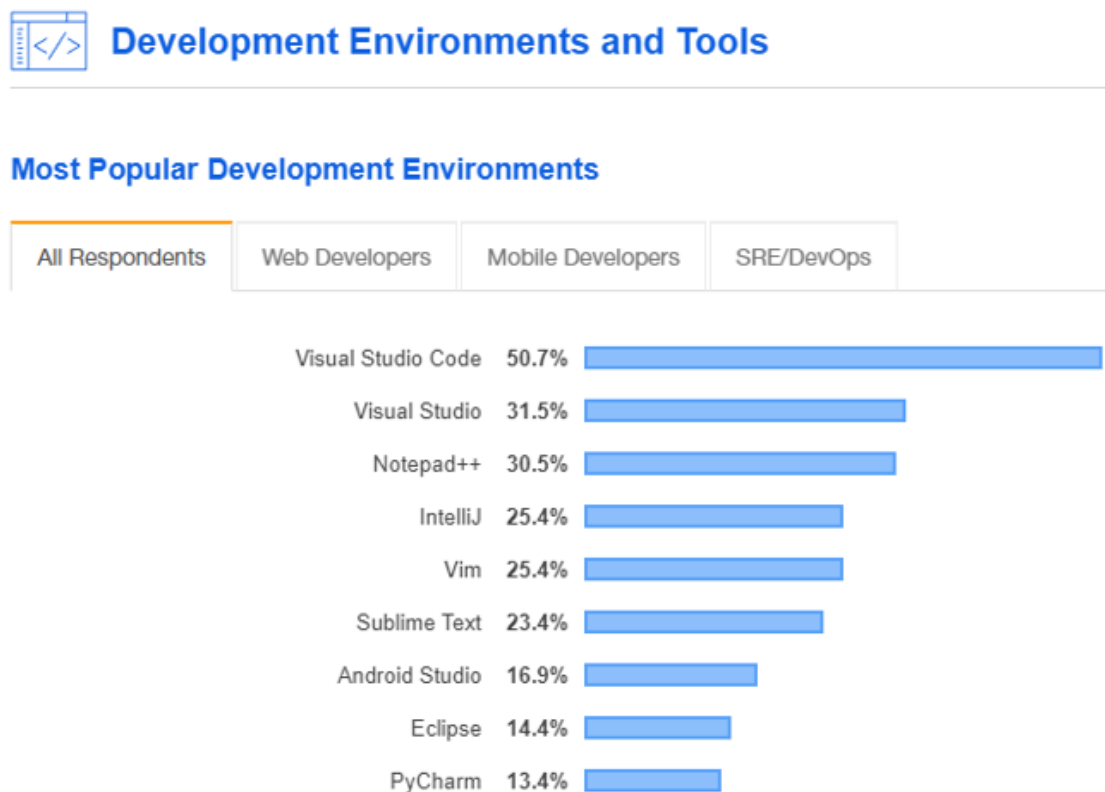 </>
Development Environments and Tools
Most Popular Development Environments
All Respondents Web Developers Mobile Developers SRE/DevOps
Visual Studio Code 50.7%
Visual Studio 31.5%
Notepad++ 30.5%
IntelliJ 25.4%
Vim 25.4%
Sublime Text 23.4%
Android Studio 16.9%
Eclipse 14.4%
PyCharm 13.4%